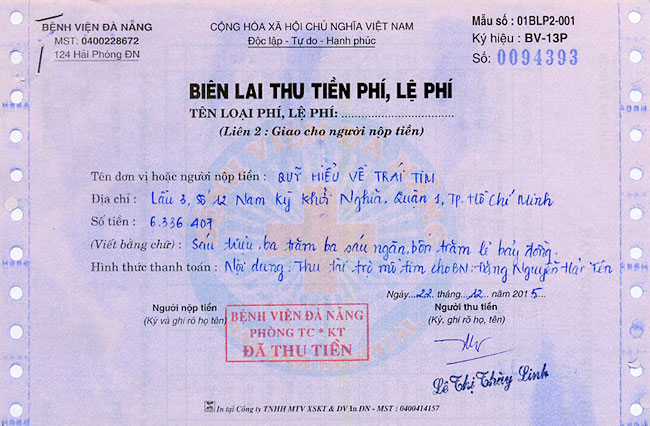 BỆNH VIỆN ĐÀ NẴNG
MST: 0400228672
124 Hải Phòng ĐN
CỘNG HÒA XÃ HỘI CHỦ NGHĨA VIỆT NAM
Độc lập - Tự do - Hạnh phúc
Mẫu số : 01BLP2-001
Ký hiệu : BV-13P
Số: 0094393
BIÊN LAI THU TIỀN PHÍ, LỆ PHÍ
TÊN LOẠI PHÍ, LỆ PHÍ:
(Liên 2 : Giao cho người nộp tiền)
Tên đơn vị hoặc người nộp tiền : QUỸ HIỂU VỀ TRÁI TIM
Địa chỉ : Lầu 3, Số 12 Nam Kỳ Khởi Nghĩa. Quận 1, Tp. Hồ Chí Minh
Số tiền : 6.336 407
(Viết bằng chữ) : Sáu triệu. ba trăm ba sáu ngàn. bốn trăm lẻ bảy đồng.
Hình thức thanh toán : Nội dung. Thu tài trợ mổ tim cho BN. Đặng Nguyễn Hải Yến
Ngày 22 tháng 12 năm 2015
Người nộp tiền
(Ký và ghi rõ họ tên)
BỆNH VIỆN ĐÀ NẴNG
PHÒNG TC * KT
ĐÃ THU TIỀN
Người thu tiền
(Ký, ghi rõ họ, tên)
Lê Thị Thùy Linh
In tại Công ty TNHH MTV XSKT & DV In ĐN - MST : 0400414157